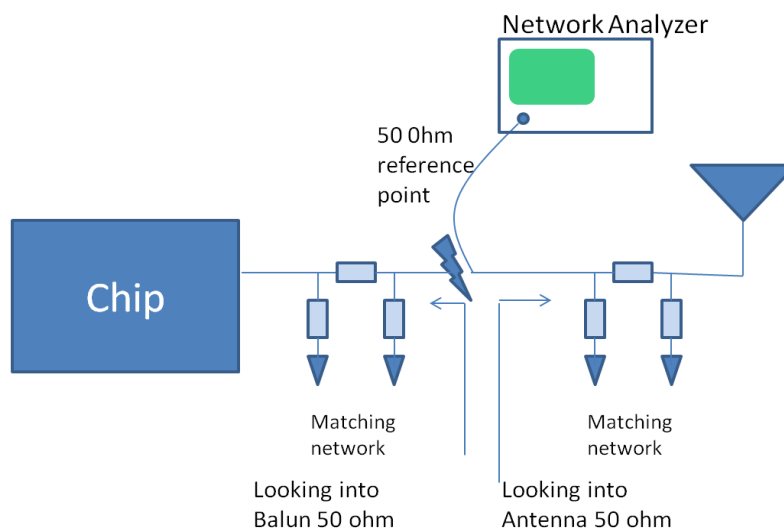 Network Analyzer
50 Ohm
reference
point
Chip
Matching
network
Matching
network
Looking into
Balun 50 ohm
Looking into
Antenna 50 ohm